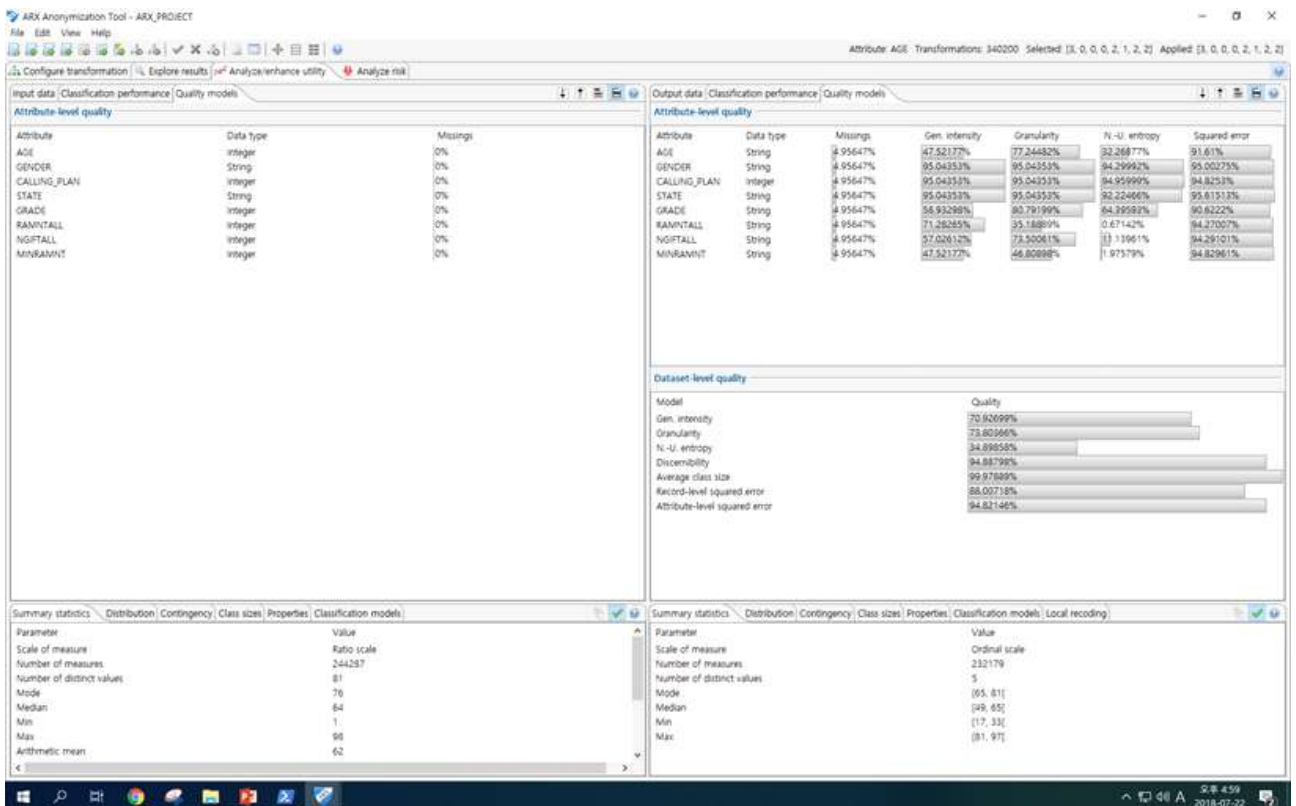 ARX Anonymization Tool - ARX_PROJECT
File Edit View Help
Attribute: AGE Transformations: 340200 Selected: [3, 0, 0, 0, 2, 1, 2, 2] Applied: [3, 0, 0, 0, 2, 1, 2, 2]
Configure transformation Explore results Analyze/enhance utility Analyze risk
Input data Classification performance Quality models
Attribute-level quality
Attribute Data type Missings
AGE Integer 0%
GENDER String 0%
CALLING_PLAN Integer 0%
STATE String 0%
GRADE Integer 0%
RAMNTALL Integer 0%
NGIFTALL Integer 0%
MINRAMNT Integer 0%
Output data Classification performance Quality models
Attribute-level quality
Attribute Data type Missings Gen. intensity Granularity N.-U. entropy Squared error
AGE String 4.95647% 47.52177% 77.24482% 32.26877% 91.61%
GENDER String 4.95647% 95.04353% 95.04353% 94.29992% 95.00275%
CALLING_PLAN Integer 4.95647% 95.04353% 95.04353% 94.95999% 94.8253%
STATE String 4.95647% 95.04353% 95.04353% 92.22466% 95.61513%
GRADE String 4.95647% 56.93298% 80.79199% 64.39593% 90.6222%
RAMNTALL String 4.95647% 71.28265% 35.18889% 0.67142% 94.27007%
NGIFTALL String 4.95647% 57.02612% 73.50061% 11.13961% 94.29101%
MINRAMNT String 4.95647% 47.52177% 46.80898% 1.97579% 94.82961%
Dataset-level quality
Model Quality
Gen. intensity 70.92699%
Granularity 73.80366%
N.-U. entropy 34.89858%
Discernibility 94.88798%
Average class size 99.97689%
Record-level squared error 88.00718%
Attribute-level squared error 94.82146%
Summary statistics Distribution Contingency Class sizes Properties Classification models
Parameter Value
Scale of measure Ratio scale
Number of measures 244287
Number of distinct values 81
Mode 76
Median 64
Min 1
Max 98
Arithmetic mean 62
Summary statistics Distribution Contingency Class sizes Properties Classification models Local recoding
Parameter Value
Scale of measure Ordinal scale
Number of measures 232179
Number of distinct values 5
Mode [65, 81[
Median [49, 65[
Min [17, 33[
Max [81, 97[
A
오후 4:59
2018-07-22